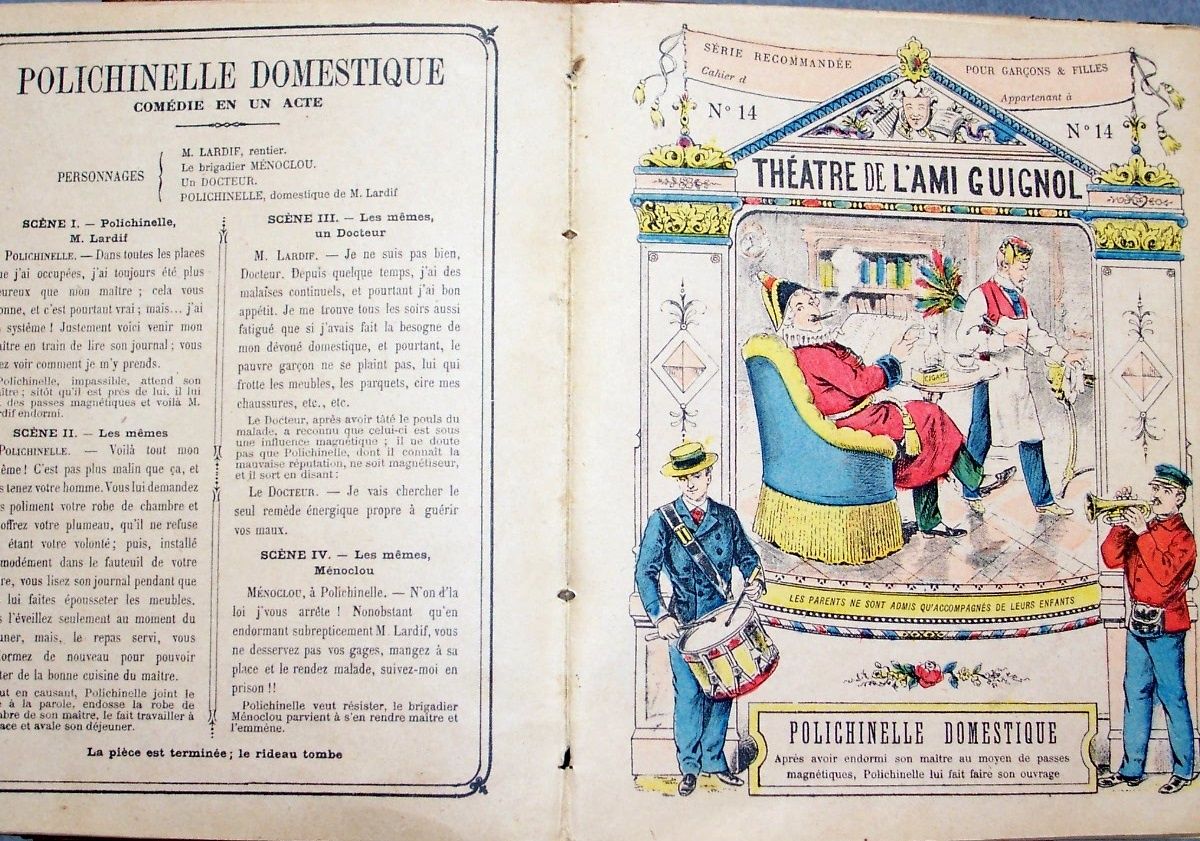 POLICHINELLE DOMESTIQUE
COMÉDIE EN UN ACTE
PERSONNAGES
M. LARDIF, rentier.
Le brigadier MÉNOCLOU.
Un DOCTEUR.
POLICHINELLE, domestique de M. Lardif
SCÈNE I. — Polichinelle,
M. Lardif
POLICHINELLE. — Dans toutes les places
j'ai occupées, j'ai toujours été plus
que mon maître ; cela vous
et c'est pourtant vrai ; mais... j'ai
système ! Justement voici venir mon
en train de lire son journal ; vous
voir comment je m'y prends.
Polichinelle, impassible, attend son
; sitôt qu'il est près de lui, il lui
des passes magnétiques et voilà M.
endormi.
SCÈNE II. — Les mêmes
POLICHINELLE. — Voilà tout mon
! C'est pas plus malin que ça, et
tenez votre homme. Vous lui demandez
poliment votre robe de chambre et
offrez votre plumeau, qu'il ne refuse
étant votre volonté ; puis, installé
dans le fauteuil de votre
vous lisez son journal pendant que
lui faites épousseter les meubles.
l'éveillez seulement au moment du
mais, le repas servi, vous
de nouveau pour pouvoir
de la bonne cuisine du maître.
en causant, Polichinelle joint le
à la parole, endosse la robe de
de son maître, le fait travailler à
et avale son déjeuner.
SCÈNE III. — Les mêmes,
un Docteur
M. LARDIF. — Je ne suis pas bien,
Docteur. Depuis quelque temps, j'ai des
malaises continuels, et pourtant j'ai bon
appétit. Je me trouve tous les soirs aussi
fatigué que si j'avais fait la besogne de
mon dévoué domestique, et pourtant, le
pauvre garçon ne se plaint pas, lui qui
frotte les meubles, les parquets, cire mes
chaussures, etc., etc.
Le Docteur, après avoir tâté le pouls du
malade, a reconnu que celui-ci est sous
une influence magnétique ; il ne doute
pas que Polichinelle, dont il connaît la
mauvaise réputation, ne soit magnétiseur,
et il sort en disant :
Le DOCTEUR. — Je vais chercher le
seul remède énergique propre à guérir
vos maux.
SCÈNE IV. — Les mêmes,
Ménoclou
MÉNOCLOU, à Polichinelle. — N'on d'la
loi j'vous arrête ! Nonobstant qu'en
endormant subrepticement M. Lardif, vous
ne desservez pas vos gages, mangez à sa
place et le rendez malade, suivez-moi en
prison !!
Polichinelle veut résister, le brigadier
Ménoclou parvient à s'en rendre maître et
l'emmène.
La pièce est terminée ; le rideau tombe
SÉRIE RECOMMANDÉE POUR GARÇONS & FILLES
Cahier d Appartenant à
N° 14 N° 14
THÉATRE DE L'AMI GUIGNOL
CIGARES
LES PARENTS NE SONT ADMIS QU'ACCOMPAGNÉS DE LEURS ENFANTS
POLICHINELLE DOMESTIQUE
Après avoir endormi son maître au moyen de passes
magnétiques, Polichinelle lui fait faire son ouvrage